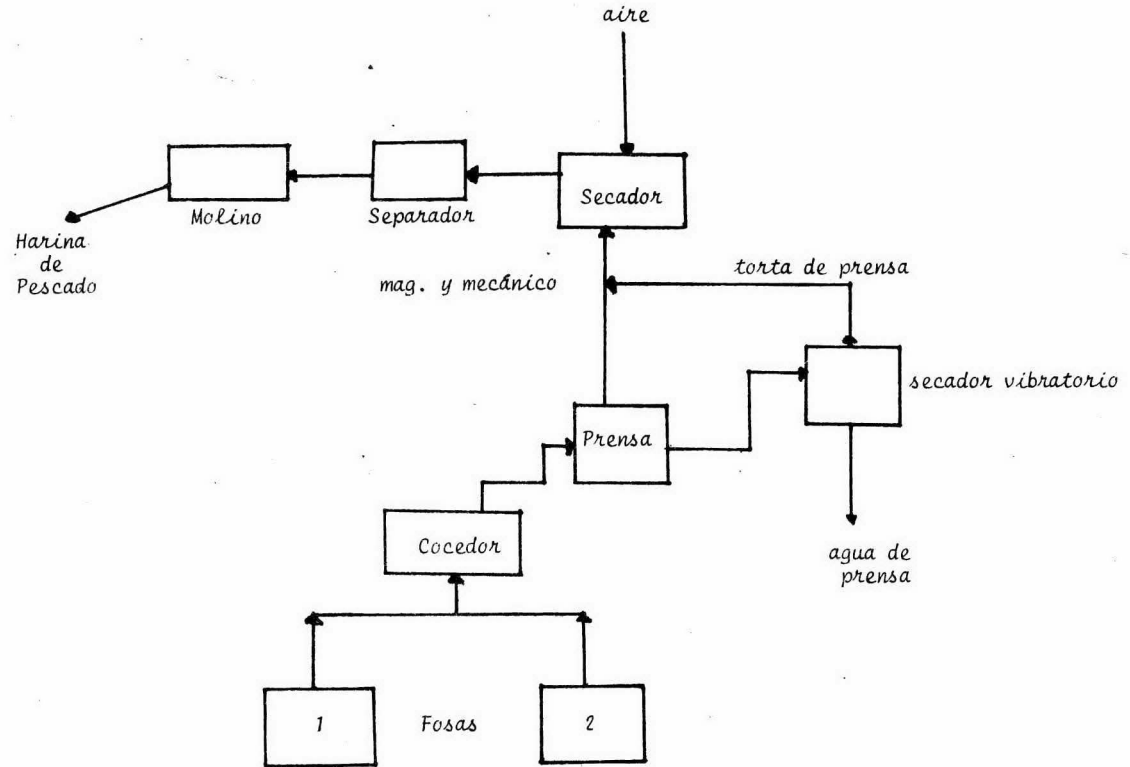 aire
Secador
Molino
Separador
Harina
de
Pescado
mag. y mecánico
torta de prensa
secador vibratorio
Prensa
Cocedor
agua de
prensa
1
Fosas
2